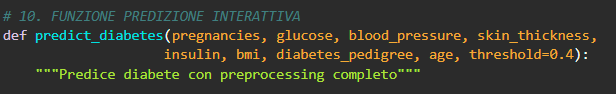 # 10. FUNZIONE PREDIZIONE INTERATTIVA
def predict_diabetes(pregnancies, glucose, blood_pressure, skin_thickness,
                    insulin, bmi, diabetes_pedigree, age, threshold=0.4):
    """Predice diabete con preprocessing completo"""